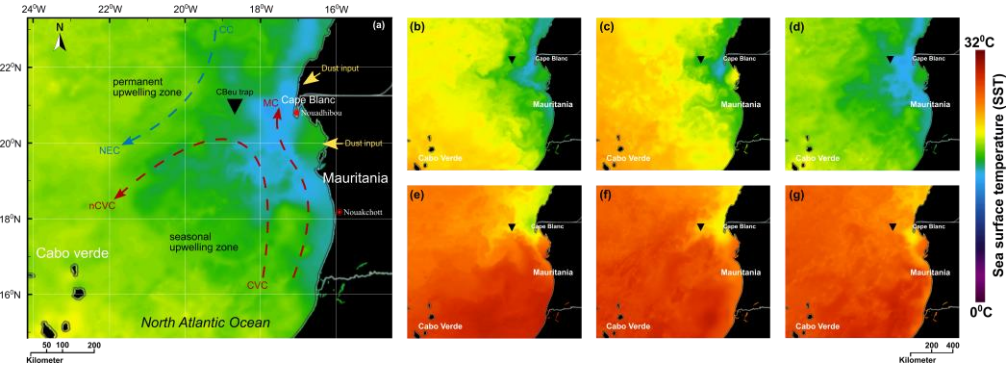 24°W 22°W 20°W 18°W 16°W
22°N
20°N
18°N
16°N
N
(a)
CC
Dust input
permanent
upwelling zone
CBeu trap
MC
Cape Blanc
Nouadhibou
NEC
Dust input
Mauritania
nCVC
Nouakchott
seasonal
upwelling zone
Cabo verde
CVC
North Atlantic Ocean
50 100 200
Kilometer
(b)
Cape Blanc
Mauritania
Cabo Verde
(c)
Cape Blanc
Mauritania
Cabo Verde
(d)
Cape Blanc
Mauritania
Cabo Verde
(e)
Cape Blanc
Mauritania
Cabo Verde
(f)
Cape Blanc
Mauritania
Cabo Verde
(g)
Cape Blanc
Mauritania
Cabo Verde
200 400
Kilometer
32⁰C
Sea surface temperature (SST)
0⁰C